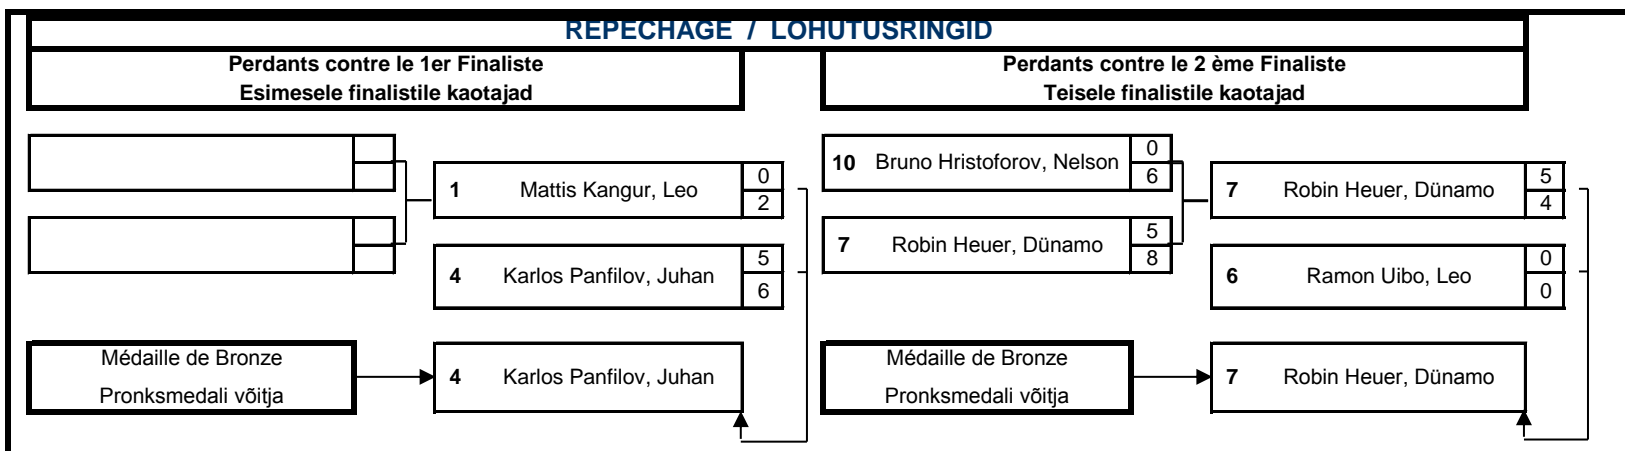 REPECHAGE / LOHUTUSRINGID
Perdants contre le 1er Finaliste
Esimesele finalistile kaotajad
Perdants contre le 2 ème Finaliste
Teisele finalistile kaotajad
1 Mattis Kangur, Leo 0
2
4 Karlos Panfilov, Juhan 5
6
Médaille de Bronze
Pronksmedali võitja
4 Karlos Panfilov, Juhan
10 Bruno Hristoforov, Nelson 0
6
7 Robin Heuer, Dünamo 5
8
7 Robin Heuer, Dünamo 5
4
6 Ramon Uibo, Leo 0
0
Médaille de Bronze
Pronksmedali võitja
7 Robin Heuer, Dünamo